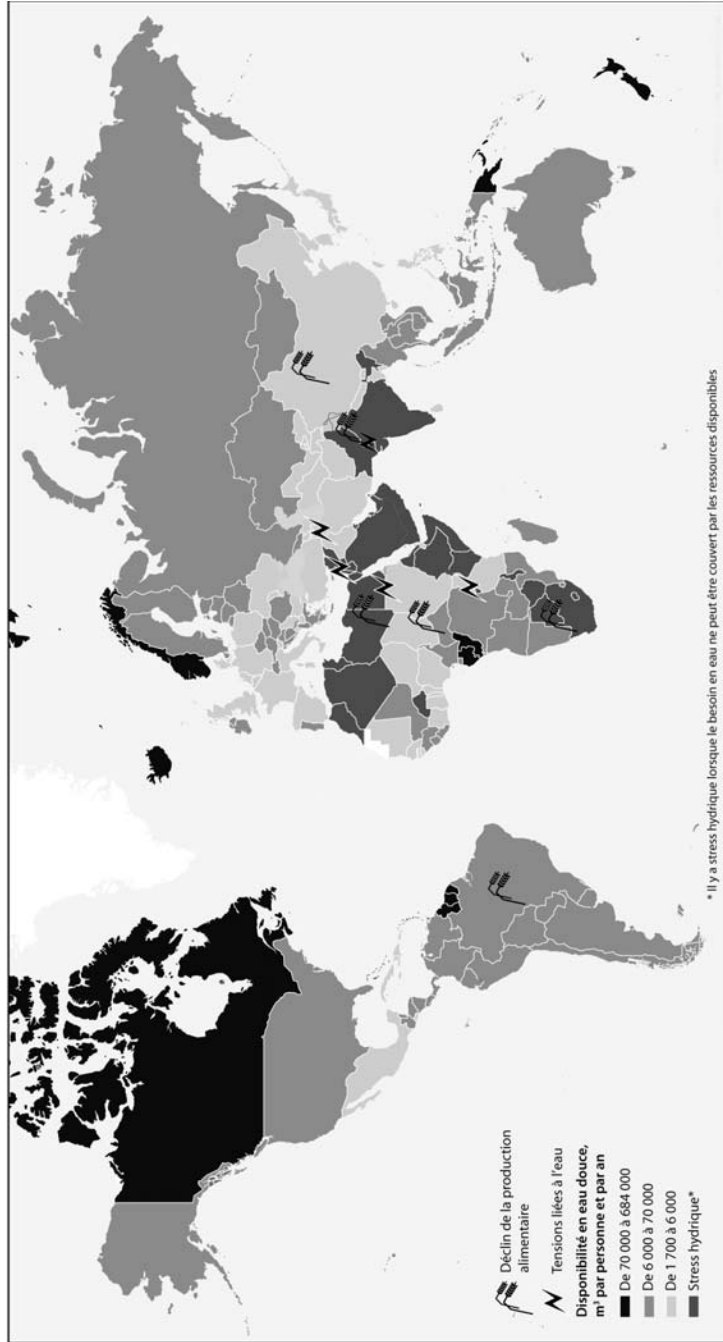 Déclin de la production
alimentaire
Tensions liées à l'eau
Disponibilité en eau douce,
m³ par personne et par an
De 70 000 à 684 000
De 6 000 à 70 000
De 1 700 à 6 000
Stress hydrique*
* Il y a stress hydrique lorsque le besoin en eau ne peut être couvert par les ressources disponibles